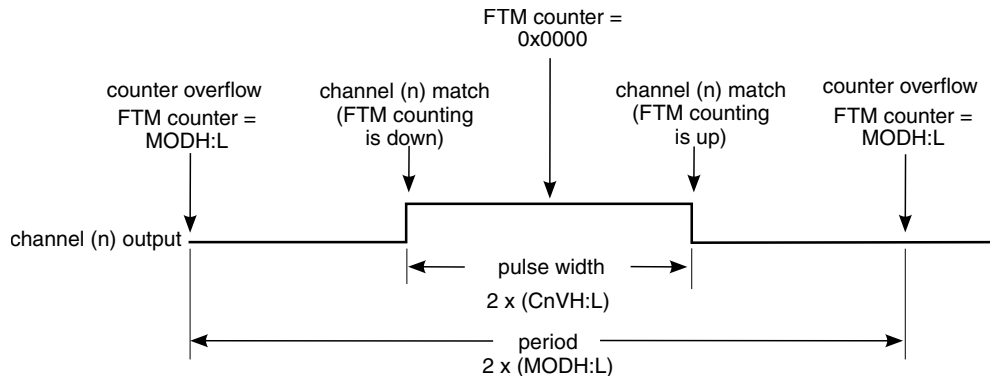 FTM counter =
0x0000
counter overflow
FTM counter =
MODH:L
channel (n) match
(FTM counting
is down)
channel (n) match
(FTM counting
is up)
counter overflow
FTM counter =
MODH:L
channel (n) output
pulse width
2 x (CnVH:L)
period
2 x (MODH:L)